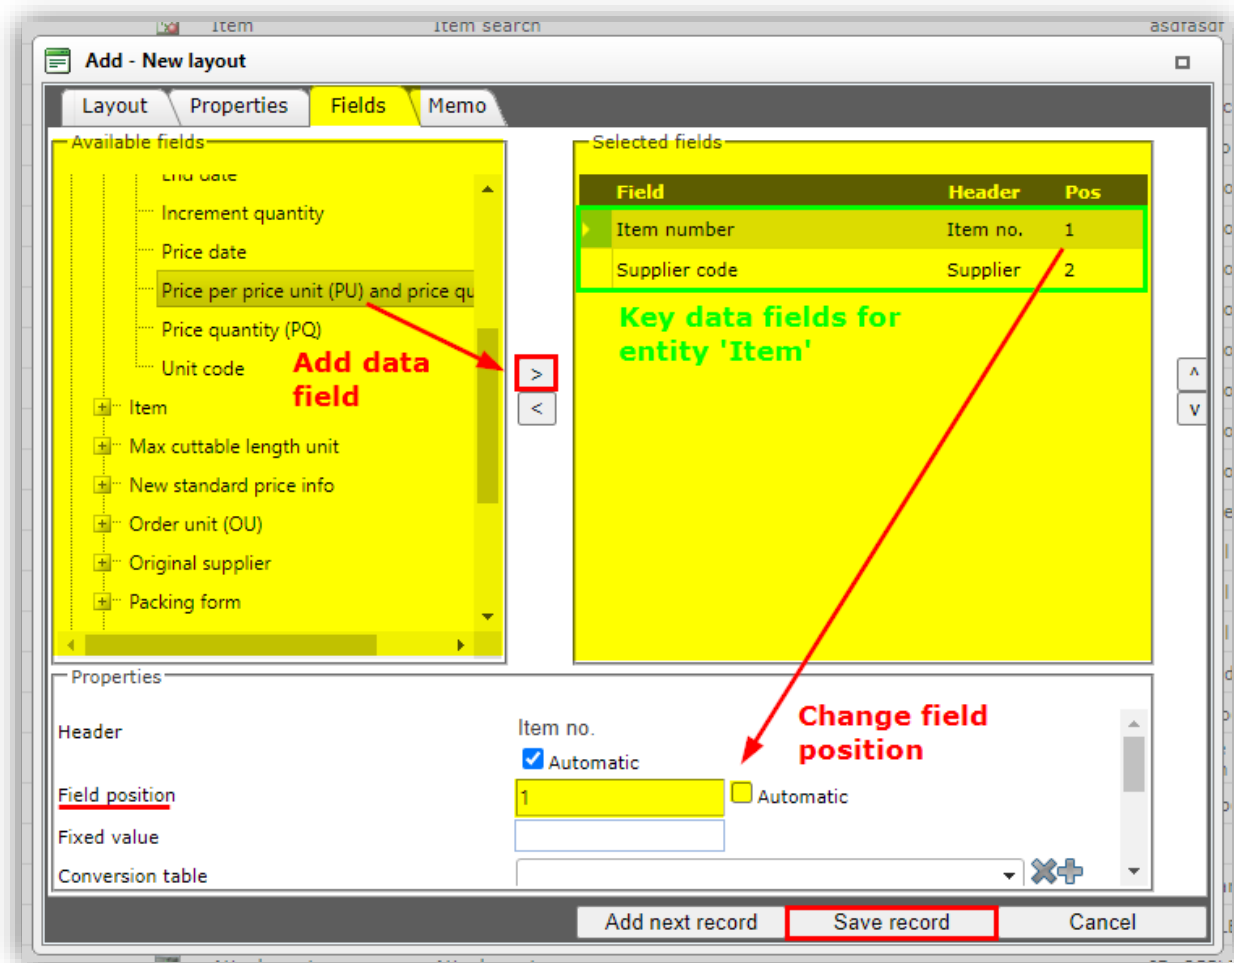 Item Item search asdfasdf
Add - New layout
Layout Properties Fields Memo
Available fields
End date
Increment quantity
Price date
Price per price unit (PU) and price qu
Price quantity (PQ)
Unit code
Add data
field
Item
Max cuttable length unit
New standard price info
Order unit (OU)
Original supplier
Packing form
>
<
Selected fields
Field Header Pos
Item number Item no. 1
Supplier code Supplier 2
Key data fields for
entity 'Item'
^
v
Properties
Header Item no.
Automatic
Change field
position
Field position 1 Automatic
Fixed value
Conversion table
Add next record Save record Cancel